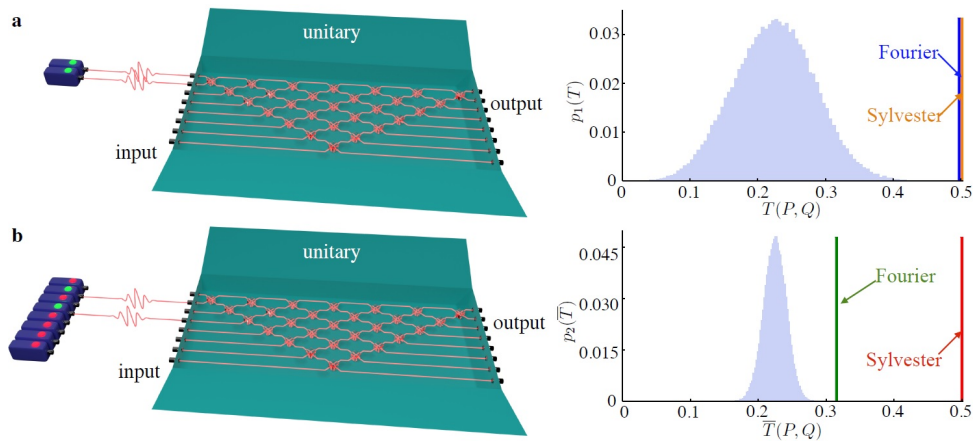 a
unitary
output
input
0.03
0.02
0.01
0
p₁(T)
Fourier
Sylvester
0 0.1 0.2 0.3 0.4 0.5
T(P, Q)
b
unitary
output
input
0.045
0.03
0.015
0
p₂(T̅)
Fourier
Sylvester
0 0.1 0.2 0.3 0.4 0.5
T̅(P, Q)